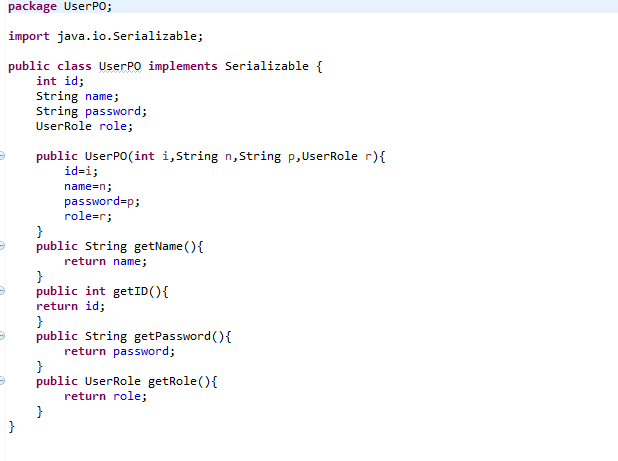 package UserPO;
import java.io.Serializable;
public class UserPO implements Serializable {
    int id;
    String name;
    String password;
    UserRole role;
    public UserPO(int i,String n,String p,UserRole r){
        id=i;
        name=n;
        password=p;
        role=r;
    }
    public String getName(){
        return name;
    }
    public int getID(){
    return id;
    }
    public String getPassword(){
        return password;
    }
    public UserRole getRole(){
        return role;
    }
}